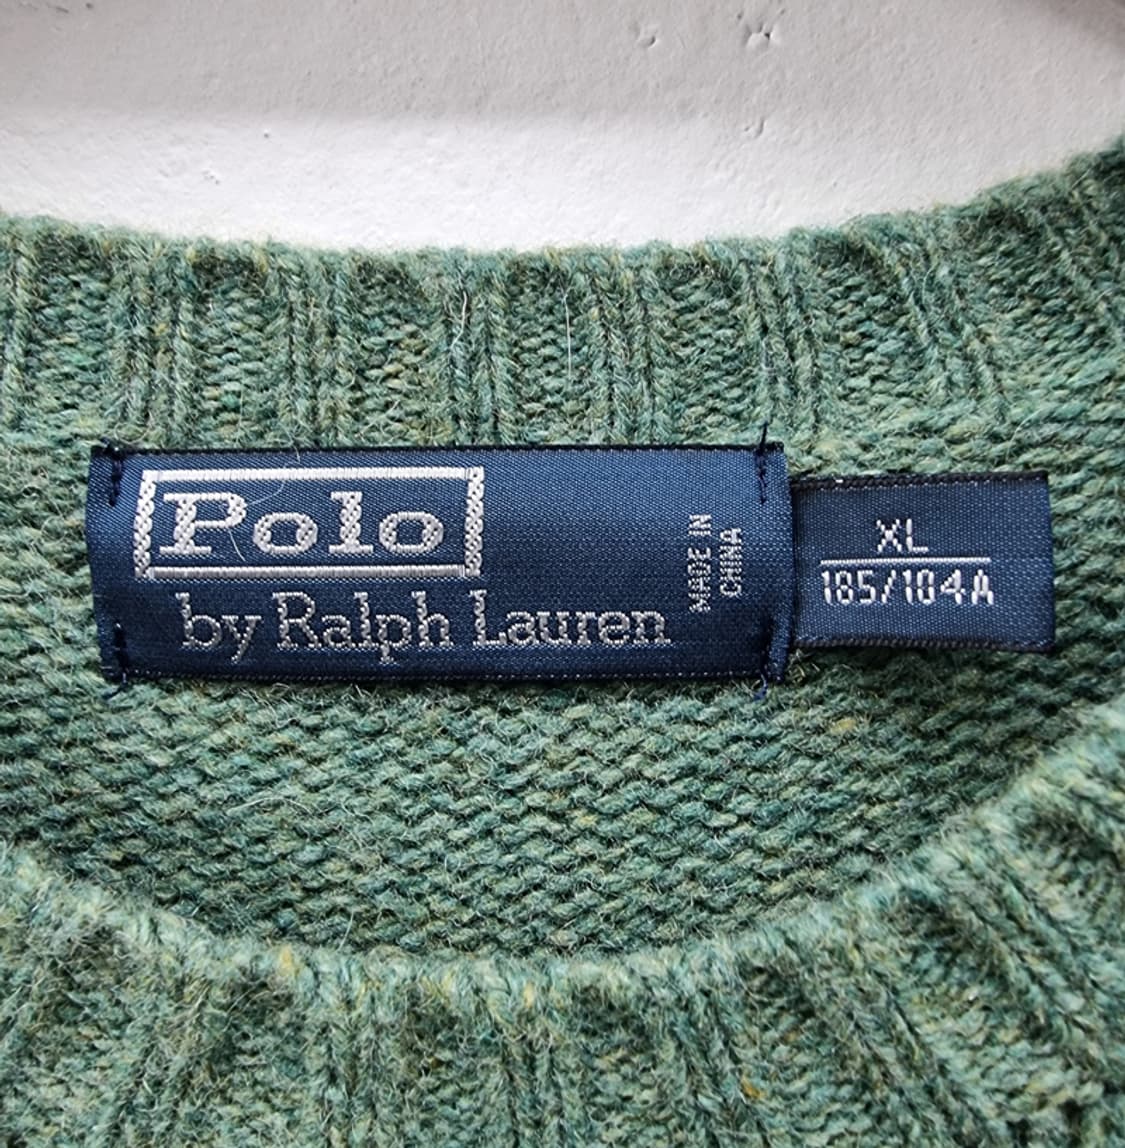 Polo
by Ralph Lauren
MADE IN
CHINA
XL
185/104A